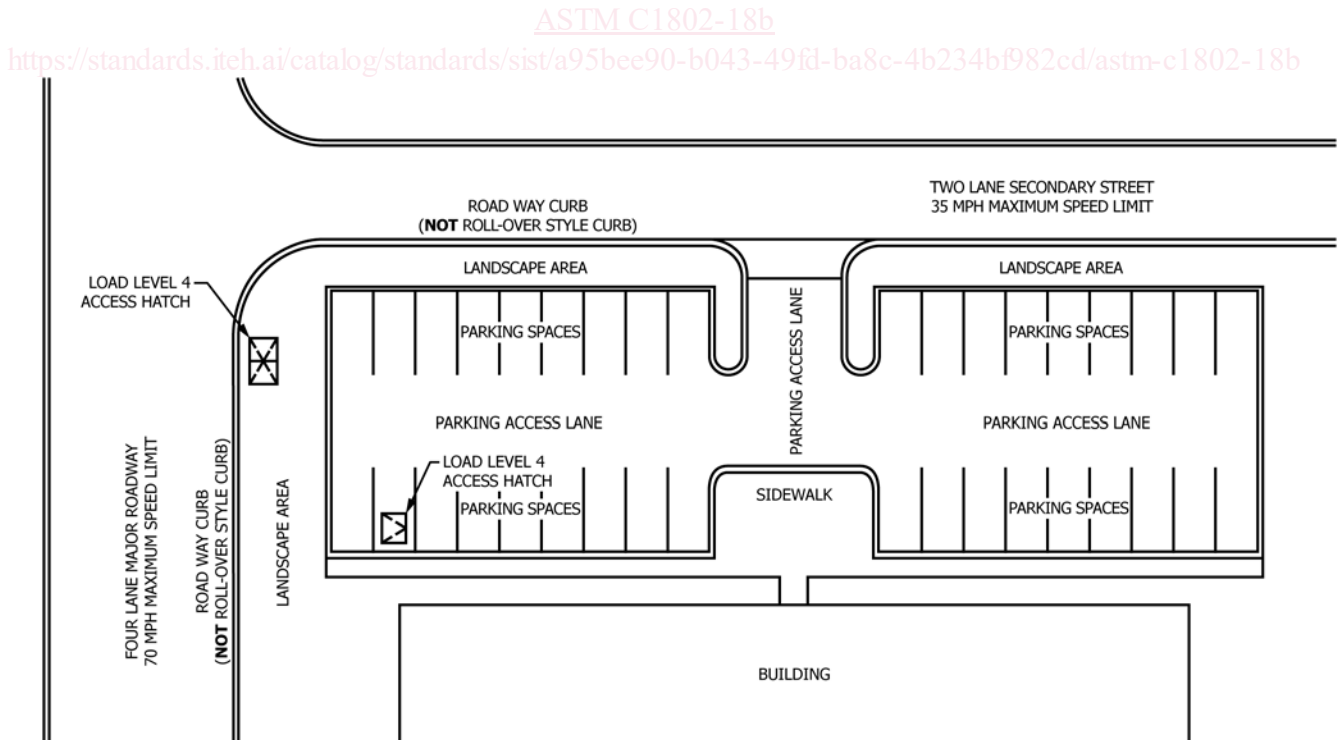 ASTM C1802-18b
https://standards.iteh.ai/catalog/standards/sist/a95bee90-b043-49fd-ba8c-4b234bf982cd/astm-c1802-18b
TWO LANE SECONDARY STREET
35 MPH MAXIMUM SPEED LIMIT
ROAD WAY CURB
(NOT ROLL-OVER STYLE CURB)
LANDSCAPE AREA
LANDSCAPE AREA
LOAD LEVEL 4
ACCESS HATCH
PARKING SPACES
PARKING ACCESS LANE
PARKING SPACES
PARKING ACCESS LANE
PARKING ACCESS LANE
LOAD LEVEL 4
ACCESS HATCH
PARKING SPACES
SIDEWALK
PARKING SPACES
FOUR LANE MAJOR ROADWAY
70 MPH MAXIMUM SPEED LIMIT
ROAD WAY CURB
(NOT ROLL-OVER STYLE CURB)
LANDSCAPE AREA
BUILDING